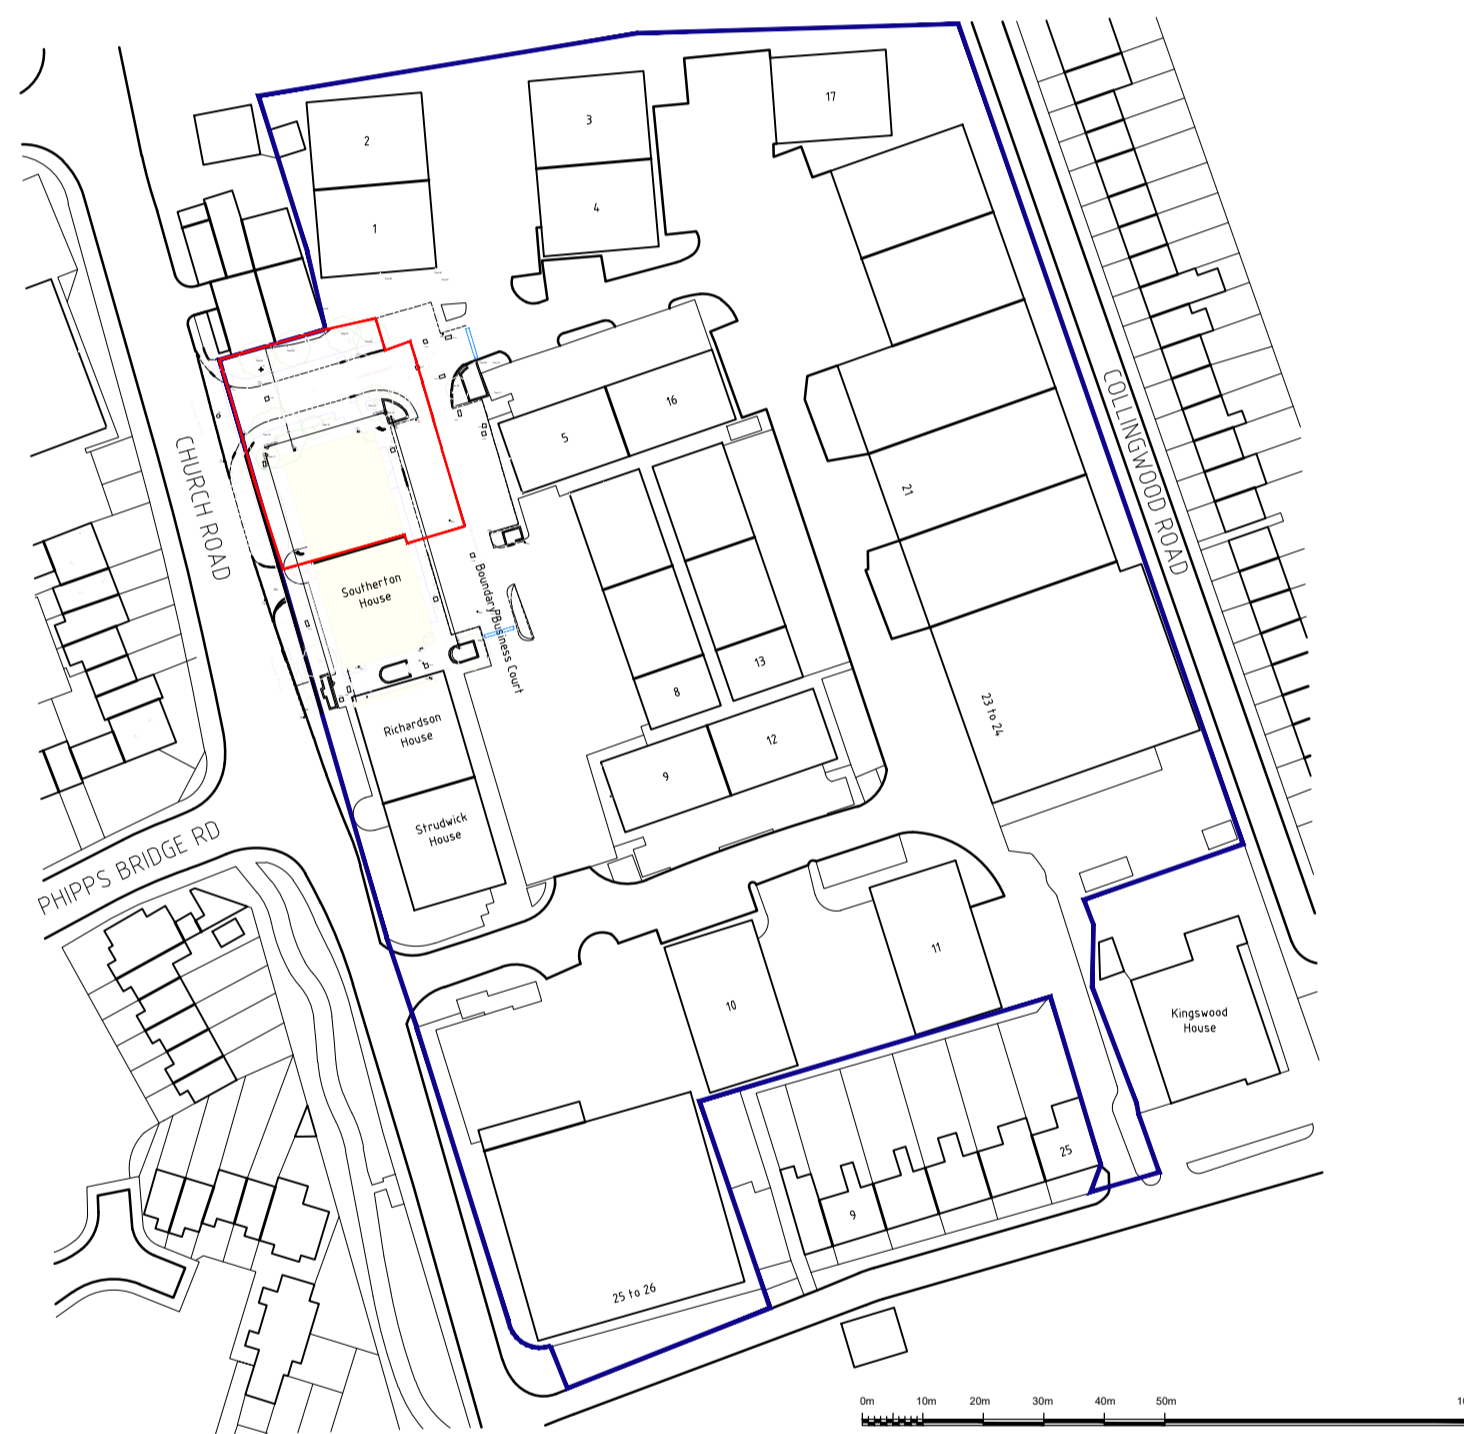 17
3
2
4
1
16
5
COLLINGWOOD ROAD
CHURCH ROAD
21
Southerton
House
Boundary
Business Court
13
8
23 to 24
Richardson
House
12
9
Strudwick
House
PHIPPS BRIDGE RD
11
10
Kingswood
House
25
9
25 to 26
0m 10m 20m 30m 40m 50m